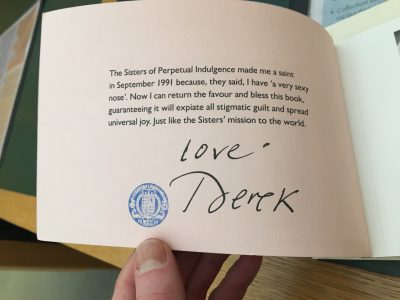 The Sisters of Perpetual Indulgence made me a saint
in September 1991 because, they said, I have 'a very sexy
nose'. Now I can return the favour and bless this book,
guaranteeing it will expiate all stigmatic guilt and spread
universal joy. Just like the Sisters' mission to the world.
love.
Derek